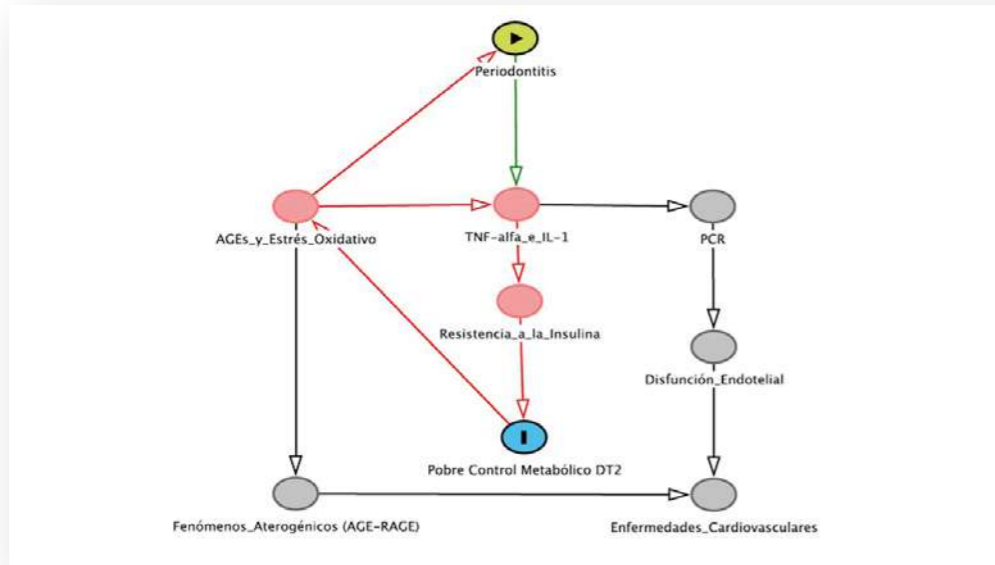 Periodontitis
AGEs_y_Estrés_Oxidativo
TNF-alfa_e_IL-1
PCR
Resistencia_a_la_Insulina
Disfunción_Endotelial
Pobre Control Metabólico DT2
Fenómenos_Aterogénicos (AGE-RAGE)
Enfermedades_Cardiovasculares